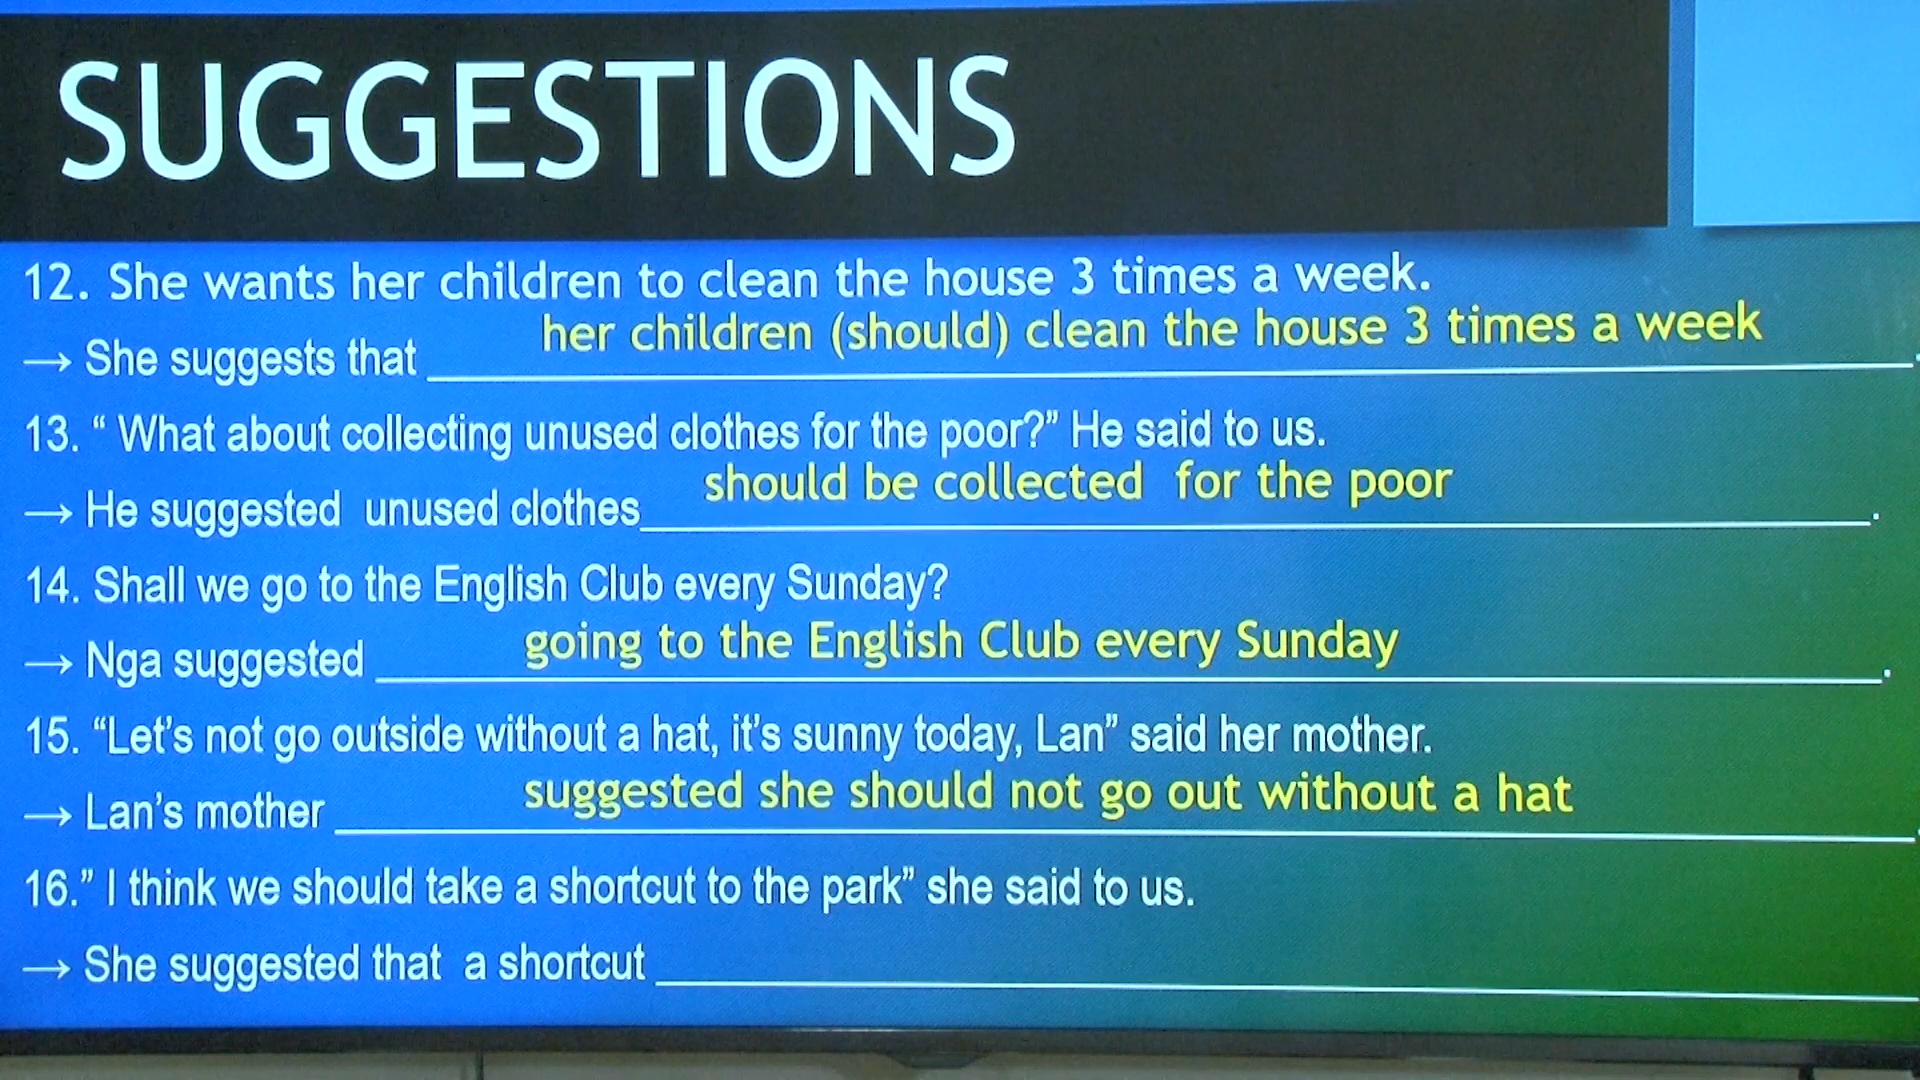 SUGGESTIONS
12. She wants her children to clean the house 3 times a week.
→ She suggests that her children (should) clean the house 3 times a week.
13. “ What about collecting unused clothes for the poor?” He said to us.
→ He suggested unused clothes should be collected for the poor.
14. Shall we go to the English Club every Sunday?
→ Nga suggested going to the English Club every Sunday.
15. “Let’s not go outside without a hat, it’s sunny today, Lan” said her mother.
→ Lan’s mother suggested she should not go out without a hat.
16.” I think we should take a shortcut to the park” she said to us.
→ She suggested that a shortcut ____________________